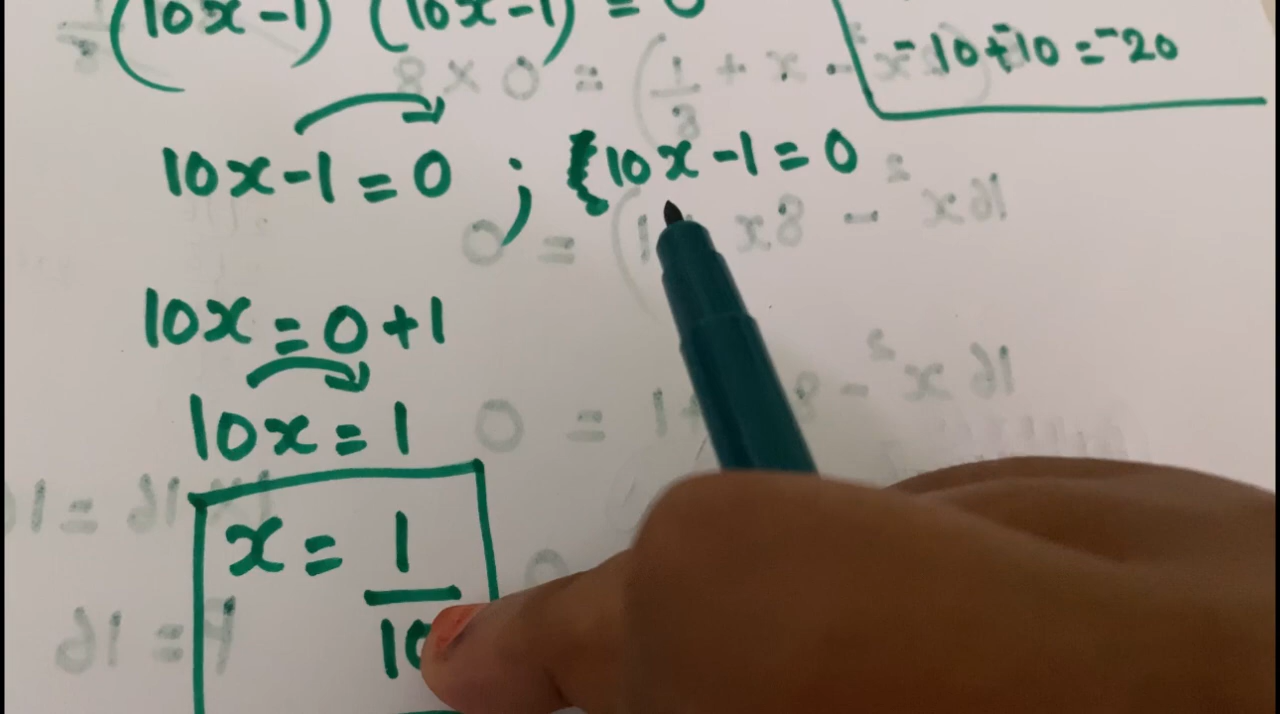 (10x-1) (10x-1) = 0
-10+-10 = -20
10x-1=0 ; 10x-1=0
10x=0+1
10x=1
x = 1
10